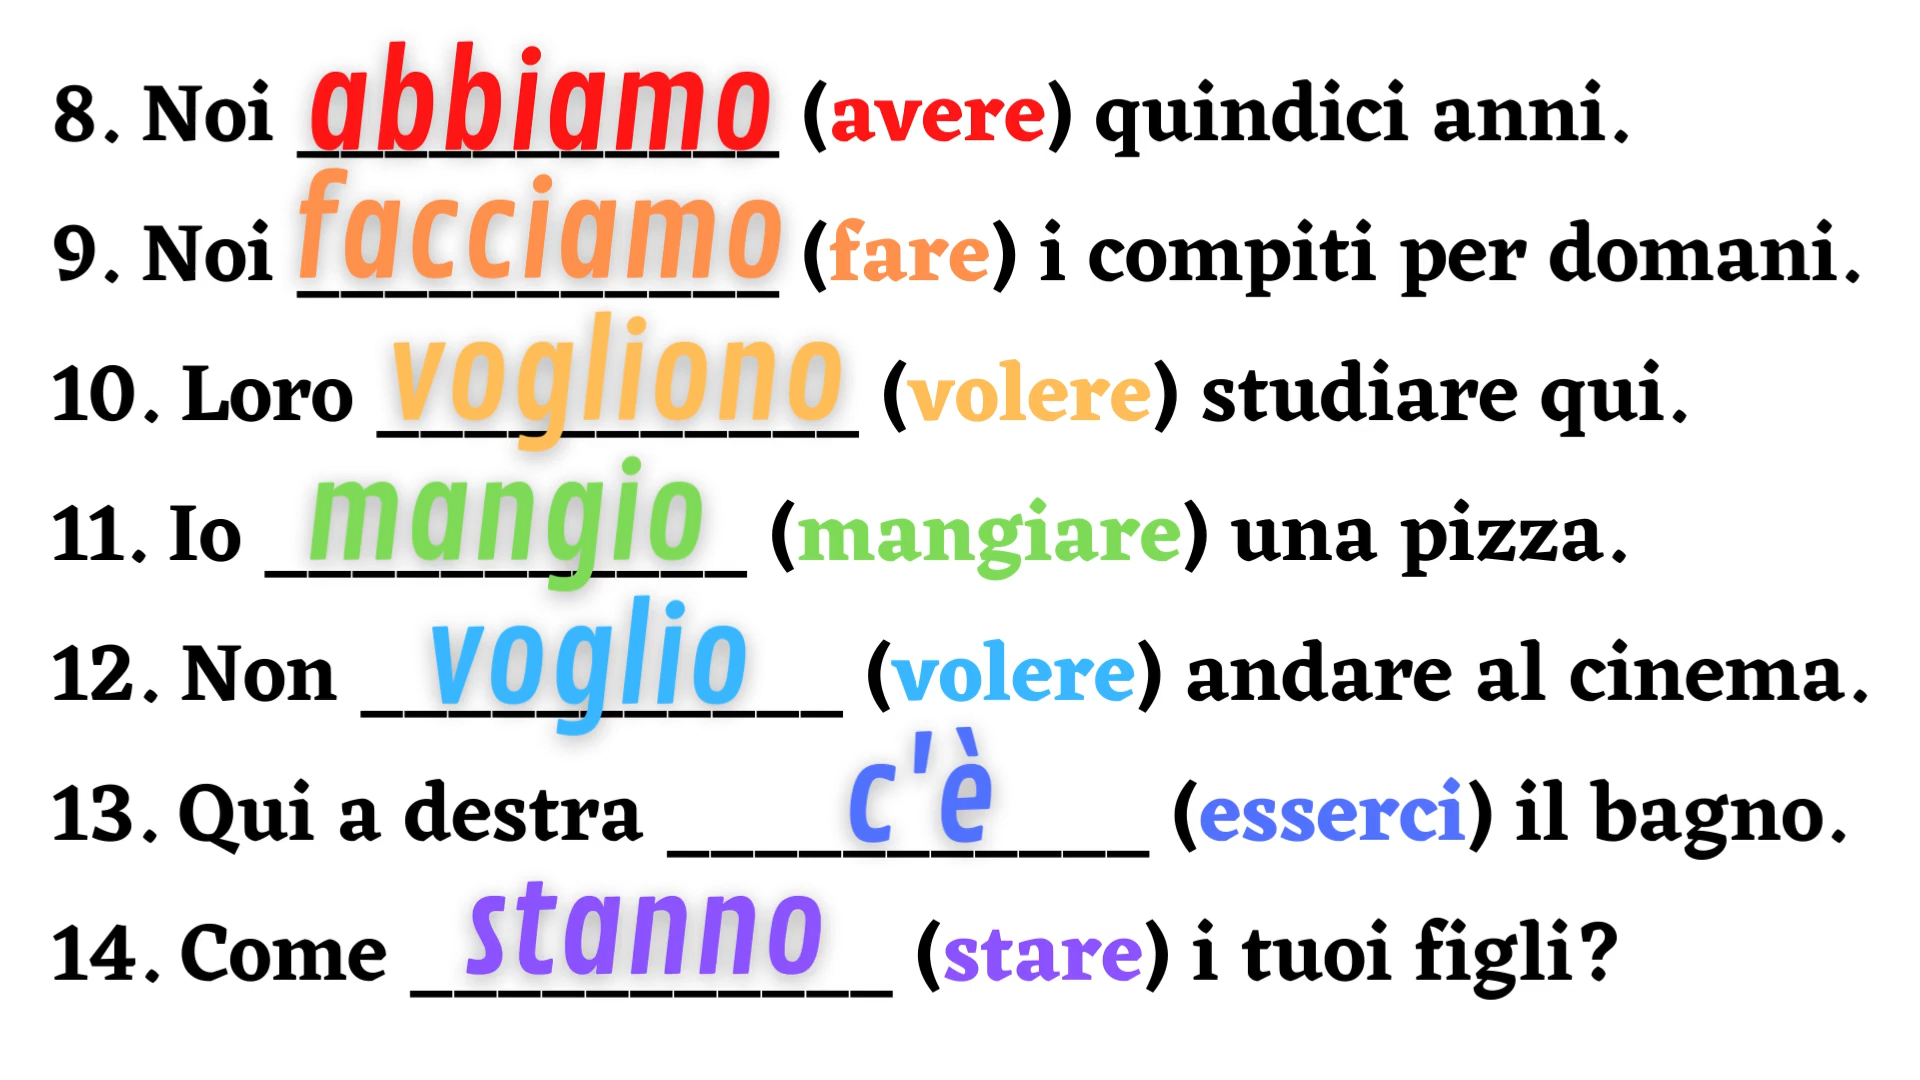 8. Noi abbiamo (avere) quindici anni.
9. Noi facciamo (fare) i compiti per domani.
10. Loro vogliono (volere) studiare qui.
11. Io mangio (mangiare) una pizza.
12. Non voglio (volere) andare al cinema.
13. Qui a destra c'è (esserci) il bagno.
14. Come stanno (stare) i tuoi figli?